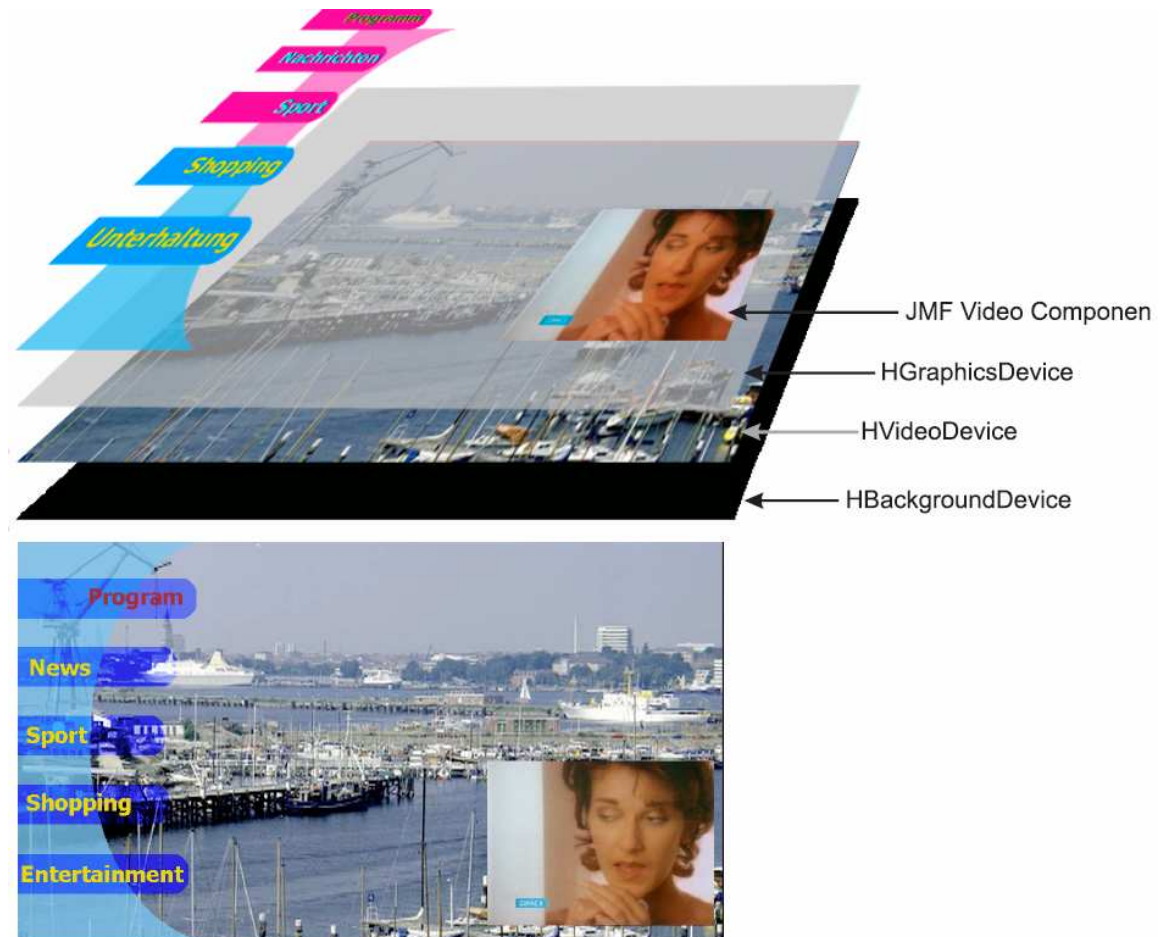 Programm
Nachrichten
Sport
Shopping
Unterhaltung
JMF Video Componen
HGraphicsDevice
HVideoDevice
HBackgroundDevice
Program
News
Sport
Shopping
Entertainment